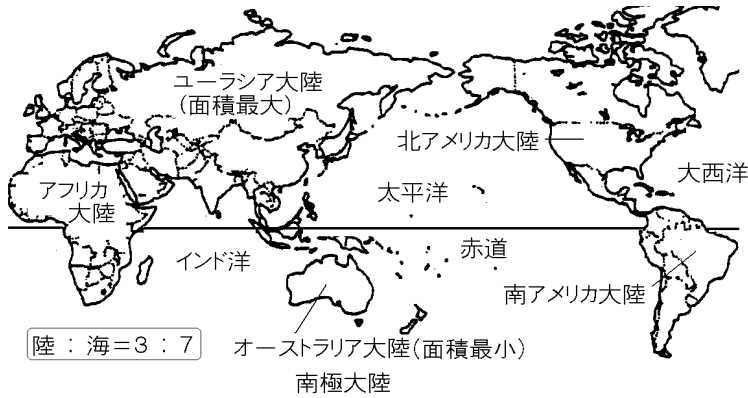 ユーラシア大陸
(面積最大)
北アメリカ大陸
大西洋
アフリカ
大陸
太平洋
インド洋
赤道
南アメリカ大陸
陸：海＝3：7
オーストラリア大陸(面積最小)
南極大陸